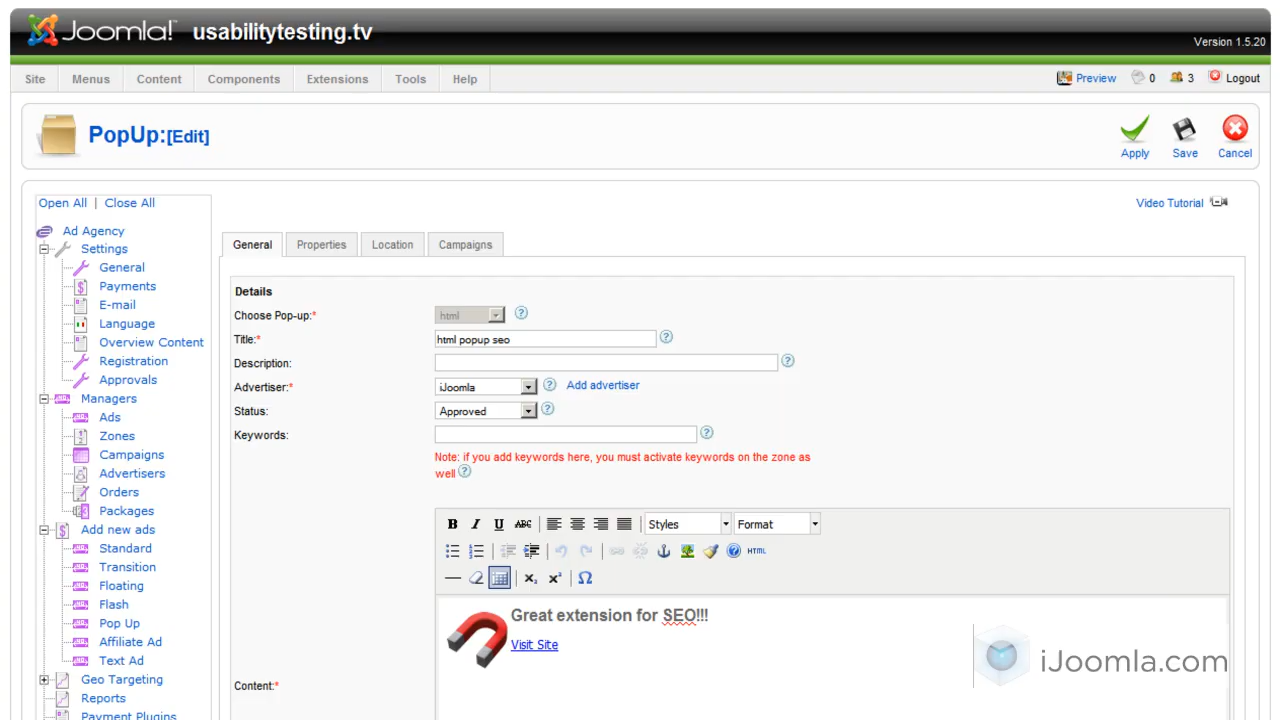 Joomla! usabilitytesting.tv
Version 1.5.20
Site Menus Content Components Extensions Tools Help Preview 0 3 Logout
PopUp:[Edit]
Apply Save Cancel
Open All | Close All
Video Tutorial
Ad Agency
Settings
General
Payments
E-mail
Language
Overview Content
Registration
Approvals
Managers
Ads
Zones
Campaigns
Advertisers
Orders
Packages
Add new ads
Standard
Transition
Floating
Flash
Pop Up
Affiliate Ad
Text Ad
Geo Targeting
Reports
Payment Plugins
General Properties Location Campaigns
Details
Choose Pop-up:* html
Title:* html popup seo
Description:
Advertiser:* iJoomla Add advertiser
Status: Approved
Keywords:
Note: if you add keywords here, you must activate keywords on the zone as
well
B I U ABC Styles Format
HTML
Great extension for SEO!!!
Visit Site
Content:*
iJoomla.com